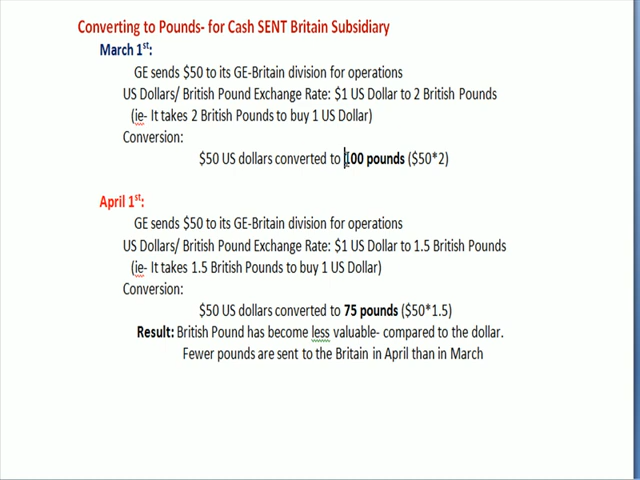 Converting to Pounds- for Cash SENT Britain Subsidiary
March 1st:
GE sends $50 to its GE-Britain division for operations
US Dollars/ British Pound Exchange Rate: $1 US Dollar to 2 British Pounds
(ie- It takes 2 British Pounds to buy 1 US Dollar)
Conversion:
$50 US dollars converted to 100 pounds ($50*2)
April 1st:
GE sends $50 to its GE-Britain division for operations
US Dollars/ British Pound Exchange Rate: $1 US Dollar to 1.5 British Pounds
(ie- It takes 1.5 British Pounds to buy 1 US Dollar)
Conversion:
$50 US dollars converted to 75 pounds ($50*1.5)
Result: British Pound has become less valuable- compared to the dollar.
Fewer pounds are sent to the Britain in April than in March